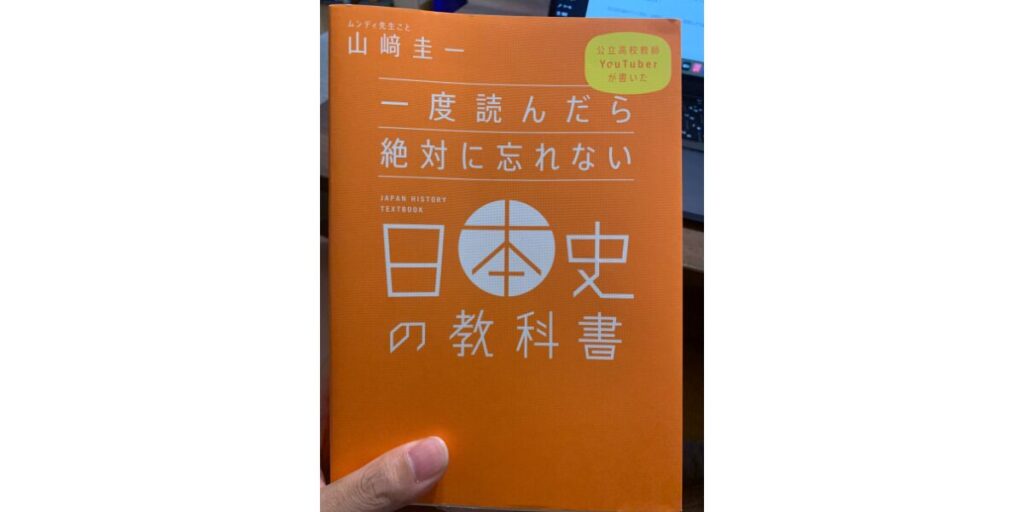 ムンディ先生こと
山﨑圭一
公立高校教師
YouTuber
が書いた
一度読んだら
絶対に忘れない
JAPAN HISTORY
TEXTBOOK
日本史
の教科書